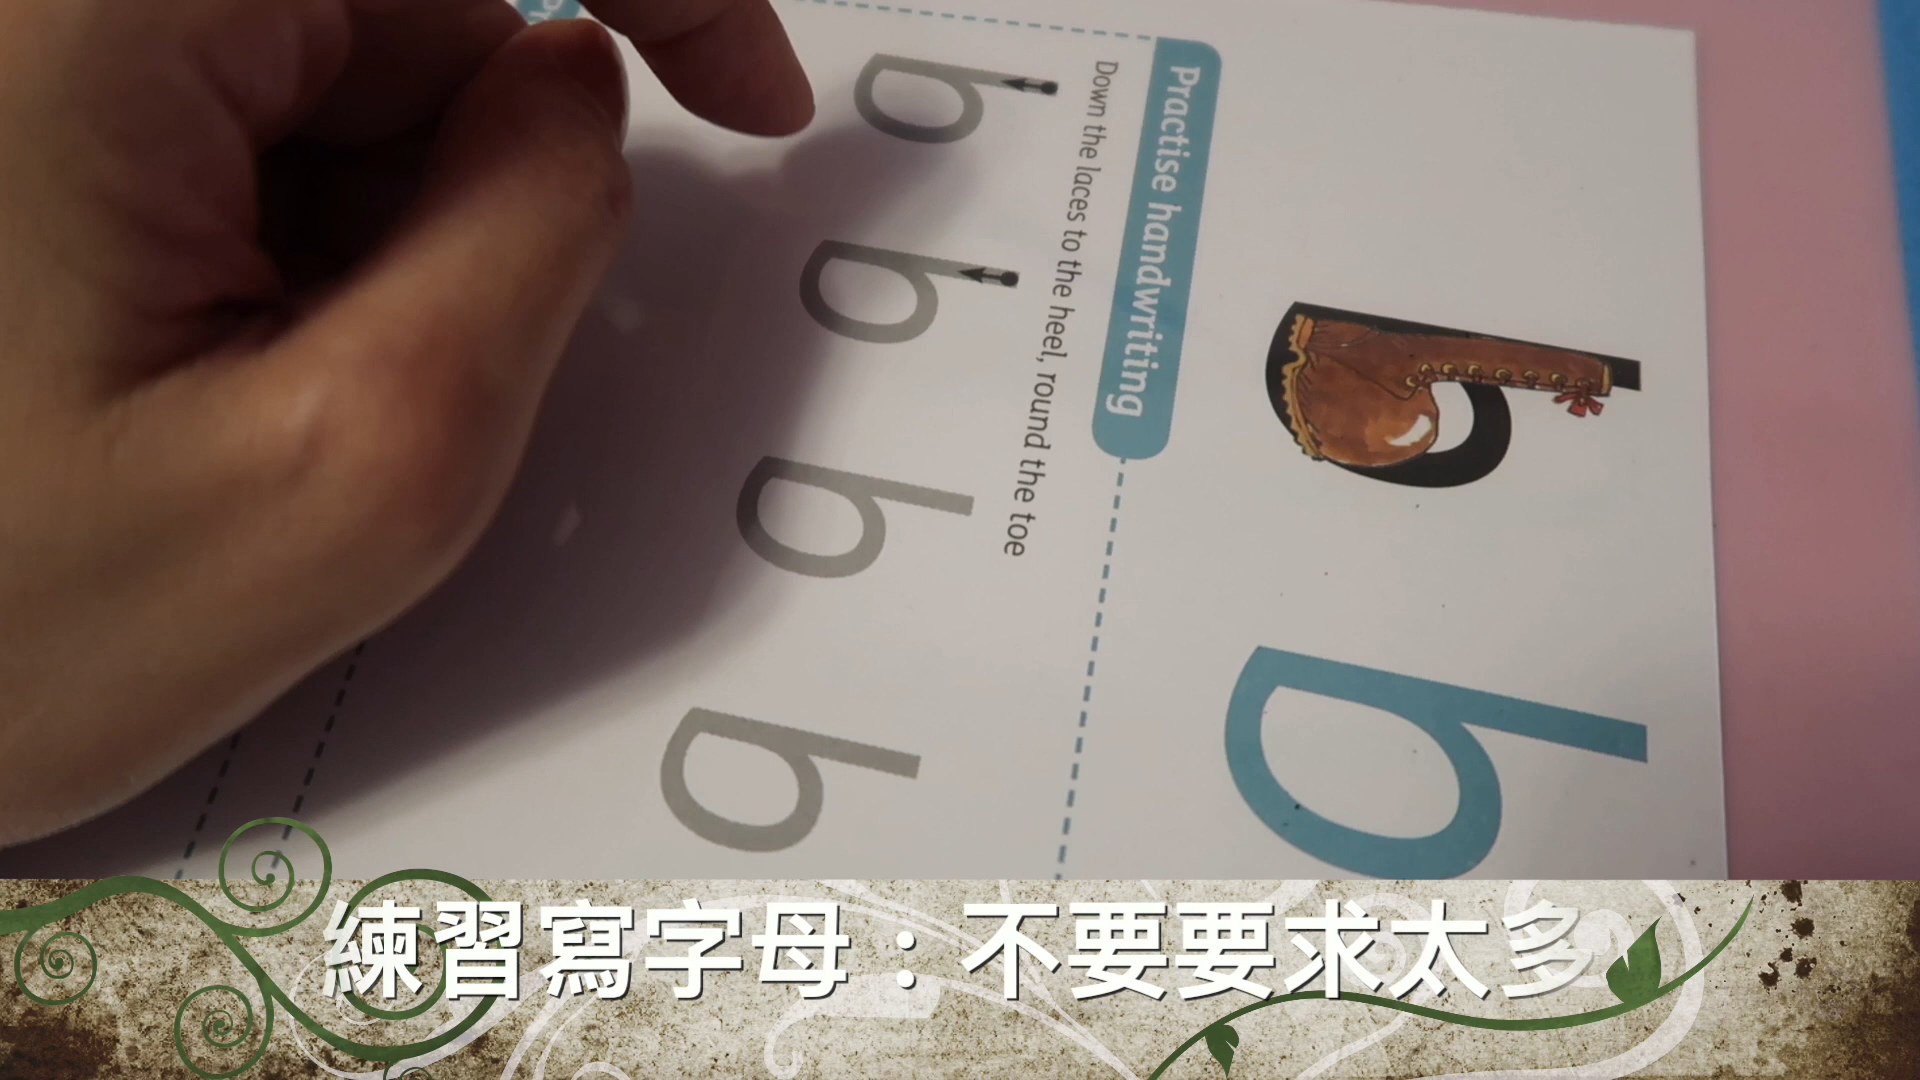 b b
Practise handwriting
Down the laces to the heel, round the toe
b b b b
Pr
練習寫字母：不要要求太多